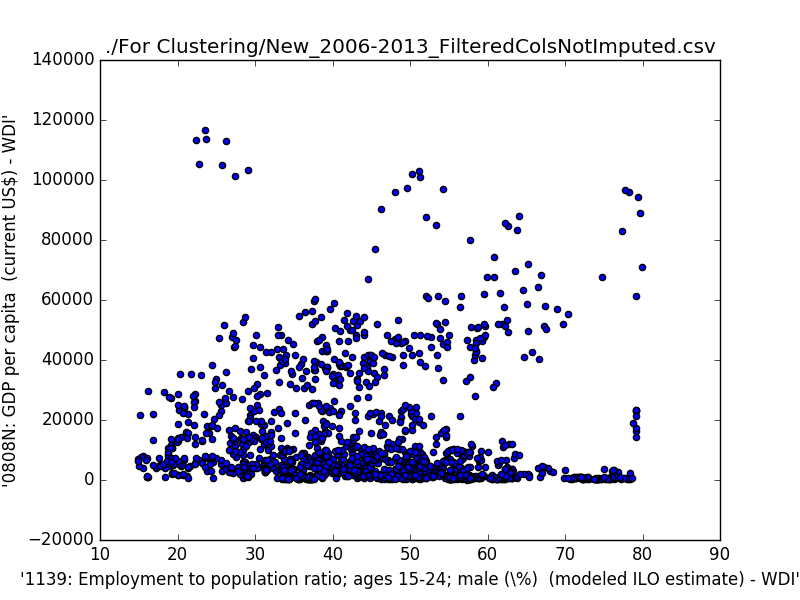 ./For Clustering/New_2006-2013_FilteredColsNotImputed.csv
'0808N: GDP per capita (current US$) - WDI'
140000
120000
100000
80000
60000
40000
20000
0
−20000
10 20 30 40 50 60 70 80 90
'1139: Employment to population ratio; ages 15-24; male (\%) (modeled ILO estimate) - WDI'